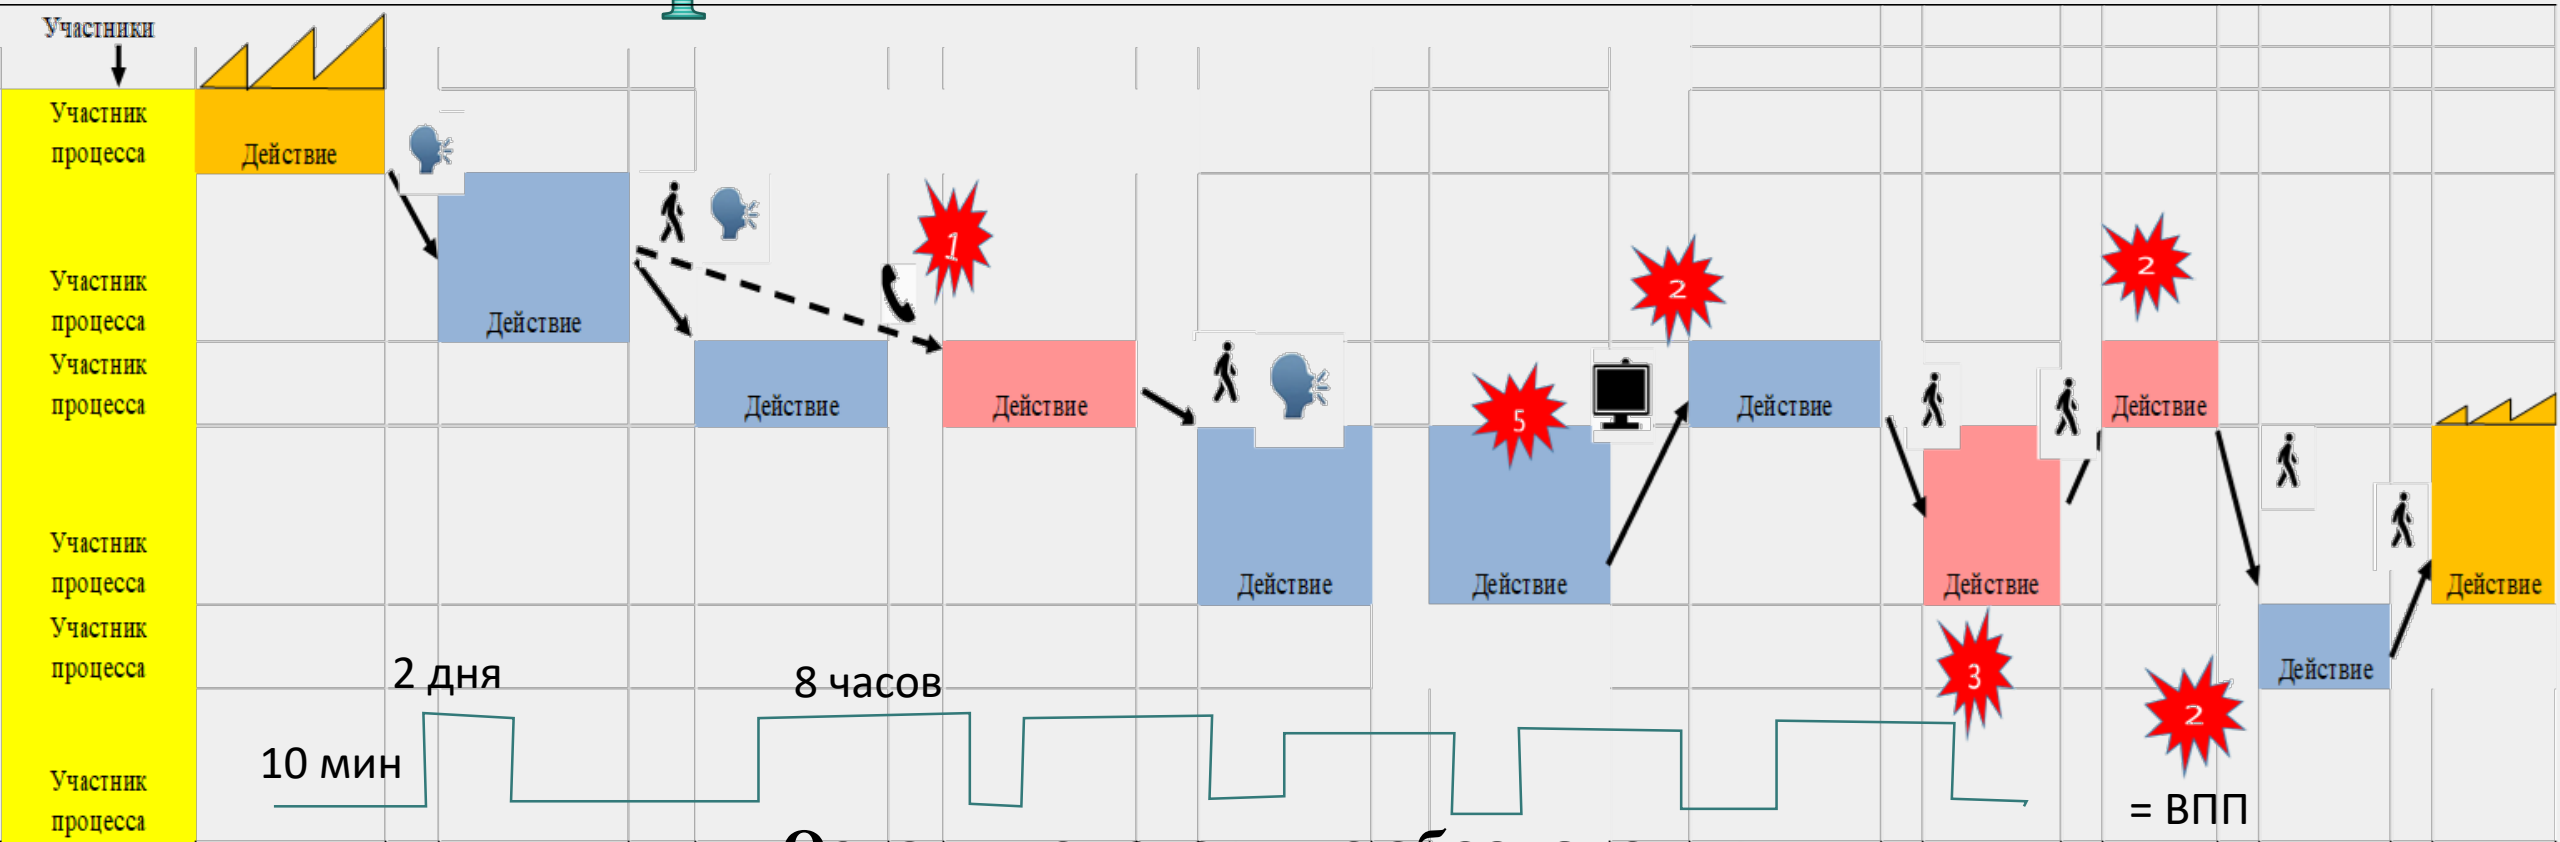 Участники
Участник
процесса
Действие
Участник
процесса
Действие
1
2
2
Участник
процесса
Действие
Действие
5
Действие
Действие
Участник
процесса
Действие
Действие
Действие
Действие
Участник
процесса
2 дня
8 часов
3
2
Действие
Участник
процесса
10 мин
= ВПП